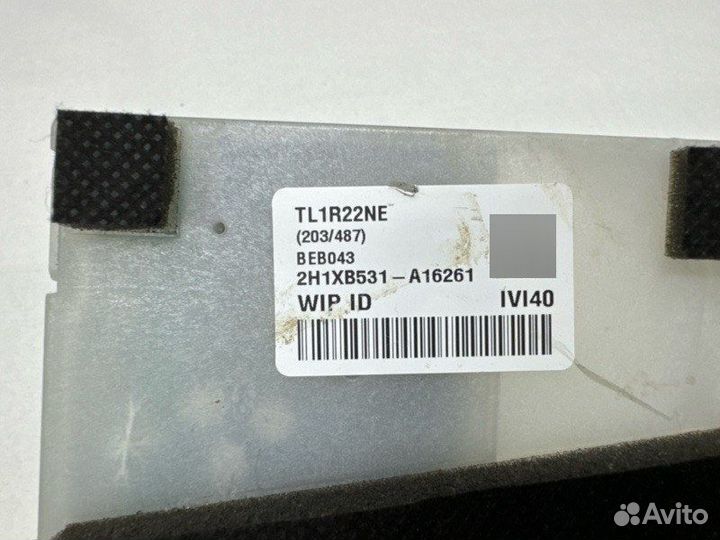 TL1R22NE
(203/487)
BEB043
2H1XB531-A16261
WIP ID IVI40
Avito